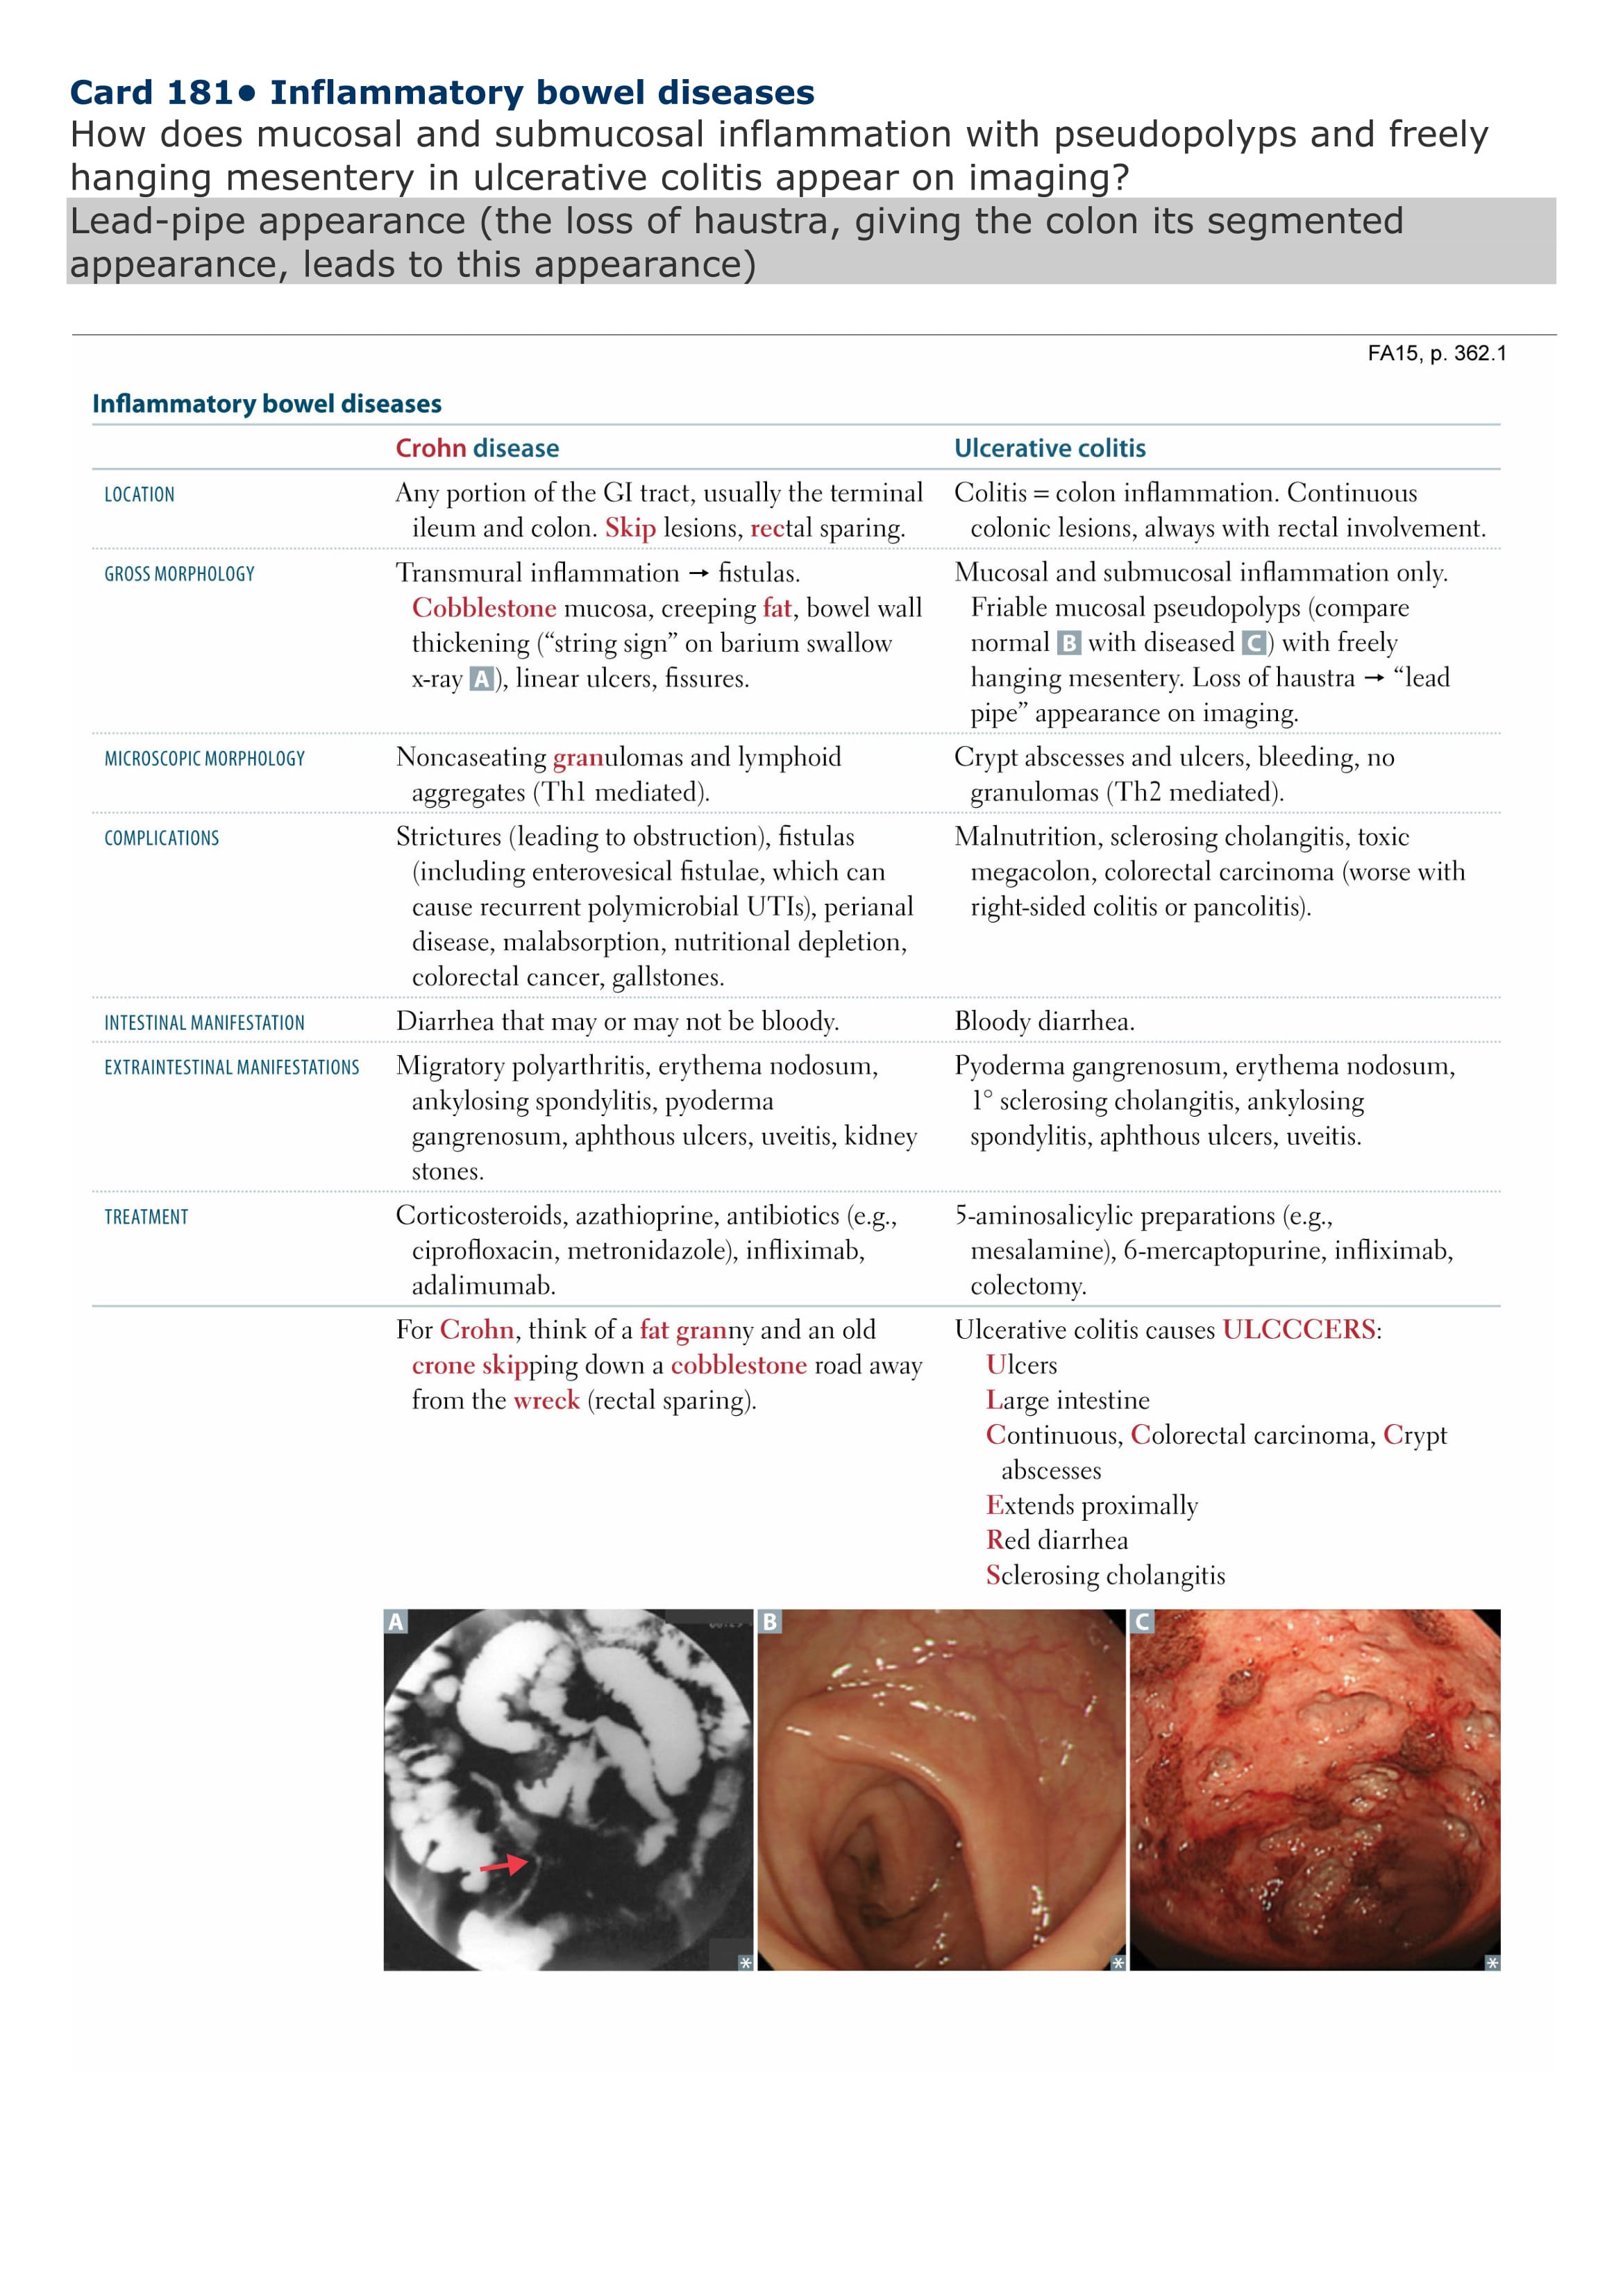 Card 181• Inflammatory bowel diseases
How does mucosal and submucosal inflammation with pseudopolyps and freely
hanging mesentery in ulcerative colitis appear on imaging?
Lead-pipe appearance (the loss of haustra, giving the colon its segmented
appearance, leads to this appearance)
FA15, p. 362.1
Inflammatory bowel diseases
Crohn disease Ulcerative colitis
LOCATION Any portion of the GI tract, usually the terminal Colitis = colon inflammation. Continuous
ileum and colon. Skip lesions, rectal sparing. colonic lesions, always with rectal involvement.
GROSS MORPHOLOGY Transmural inflammation → fistulas. Mucosal and submucosal inflammation only.
Cobblestone mucosa, creeping fat, bowel wall Friable mucosal pseudopolyps (compare
thickening (“string sign” on barium swallow normal B with diseased C) with freely
x-ray A), linear ulcers, fissures. hanging mesentery. Loss of haustra → “lead
pipe” appearance on imaging.
MICROSCOPIC MORPHOLOGY Noncaseating granulomas and lymphoid Crypt abscesses and ulcers, bleeding, no
aggregates (Th1 mediated). granulomas (Th2 mediated).
COMPLICATIONS Strictures (leading to obstruction), fistulas Malnutrition, sclerosing cholangitis, toxic
(including enterovesical fistulae, which can megacolon, colorectal carcinoma (worse with
cause recurrent polymicrobial UTIs), perianal right-sided colitis or pancolitis).
disease, malabsorption, nutritional depletion,
colorectal cancer, gallstones.
INTESTINAL MANIFESTATION Diarrhea that may or may not be bloody. Bloody diarrhea.
EXTRAINTESTINAL MANIFESTATIONS Migratory polyarthritis, erythema nodosum, Pyoderma gangrenosum, erythema nodosum,
ankylosing spondylitis, pyoderma 1° sclerosing cholangitis, ankylosing
gangrenosum, aphthous ulcers, uveitis, kidney spondylitis, aphthous ulcers, uveitis.
stones.
TREATMENT Corticosteroids, azathioprine, antibiotics (e.g., 5-aminosalicylic preparations (e.g.,
ciprofloxacin, metronidazole), infliximab, mesalamine), 6-mercaptopurine, infliximab,
adalimumab. colectomy.
For Crohn, think of a fat granny and an old Ulcerative colitis causes ULCCCERS:
crone skipping down a cobblestone road away Ulcers
from the wreck (rectal sparing). Large intestine
Continuous, Colorectal carcinoma, Crypt
abscesses
Extends proximally
Red diarrhea
Sclerosing cholangitis
A B C
* * *